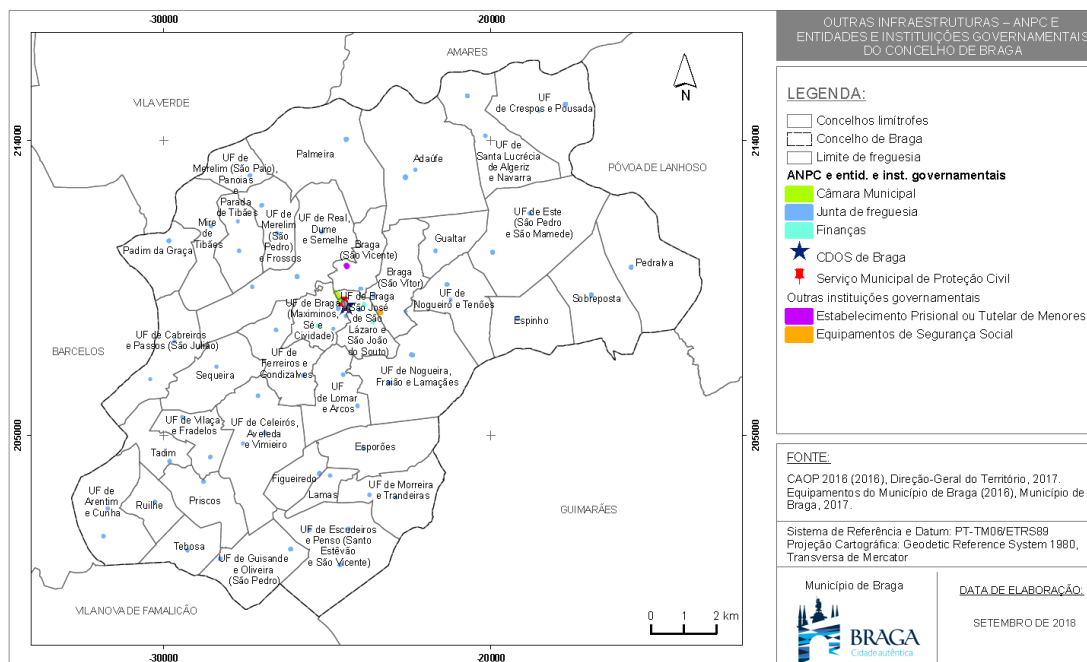 -30000
-20000
OUTRAS INFRAESTRUTURAS – ANPC E
ENTIDADES E INSTITUIÇÕES GOVERNAMENTAIS
DO CONCELHO DE BRAGA
AMARES
VILA VERDE
PÓVOA DE LANHOSO
BARCELOS
GUIMARÃES
VILA NOVA DE FAMALICÃO
N
214000
214000
205000
205000
UF
de Crespos e Pousada
Palmeira
Adaúfe
UF de
Santa Lucrécia
de Algeriz
e Navarra
UF de
Merelim (São Paio),
Panoias
e
Parada
de Tibães
Mire
de
Tibães
UF de
Merelim
(São
Pedro)
e Frossos
UF de Real,
Dume
e Semelhe
UF de Este
(São Pedro
e São Mamede)
Padim da Graça
Braga
(São Vicente)
Gualtar
Braga
(São Vítor)
Pedralva
UF de Braga
(Maximinos,
Sé e
Cividade)
UF de Braga
(São José
de São
Lázaro e
São João
do Souto)
UF de
Nogueiró e Tenões
Sobreposta
Espinho
UF de Cabreiros
e Passos (São Julião)
Sequeira
UF de
Ferreiros e
Gondizalves
UF de Nogueira,
Fraião e Lamaçães
UF
de Lomar
e Arcos
UF de Vilaça
e Fradelos
UF de Celeirós,
Aveleda
e Vimieiro
Esporões
Tadim
Figueiredo
Lamas
UF de Morreira
e Trandeiras
UF de
Arentim
e Cunha
Ruilhe
Priscos
UF de Escudeiros
e Penso (Santo
Estêvão
e São Vicente)
Tebosa
UF de Guisande
e Oliveira
(São Pedro)
0 1 2 km
-30000
-20000
LEGENDA:
Concelhos limítrofes
Concelho de Braga
Limite de freguesia
ANPC e entid. e inst. governamentais
Câmara Municipal
Junta de freguesia
Finanças
CDOS de Braga
Serviço Municipal de Proteção Civil
Outras instituições governamentais
Estabelecimento Prisional ou Tutelar de Menores
Equipamentos de Segurança Social
FONTE:
CAOP 2016 (2016), Direção-Geral do Território, 2017.
Equipamentos do Município de Braga (2016), Município de
Braga, 2017.
Sistema de Referência e Datum: PT-TM06/ETRS89
Projeção Cartográfica: Geodetic Reference System 1980,
Transversa de Mercator
Município de Braga
BRAGA
Cidade autêntica
DATA DE ELABORAÇÃO:
SETEMBRO DE 2018